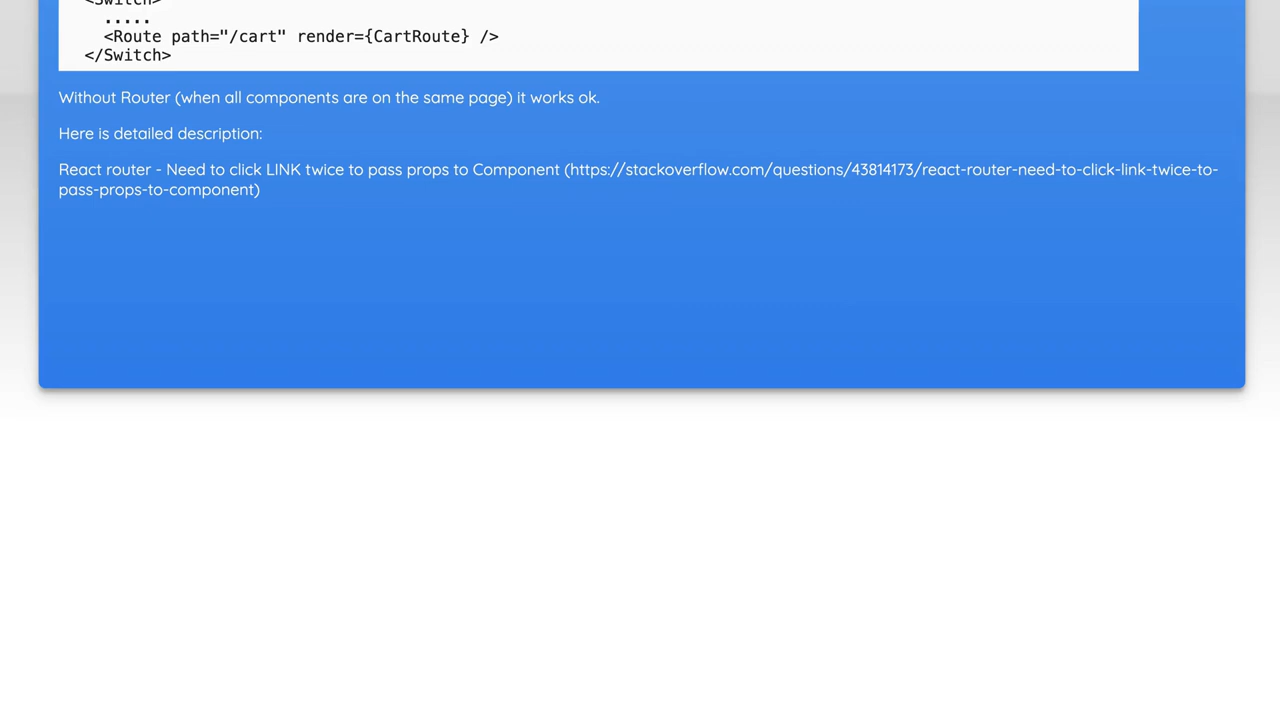 <Switch>
.....
<Route path="/cart" render={CartRoute} />
</Switch>
Without Router (when all components are on the same page) it works ok.
Here is detailed description:
React router - Need to click LINK twice to pass props to Component (https://stackoverflow.com/questions/43814173/react-router-need-to-click-link-twice-to-
pass-props-to-component)